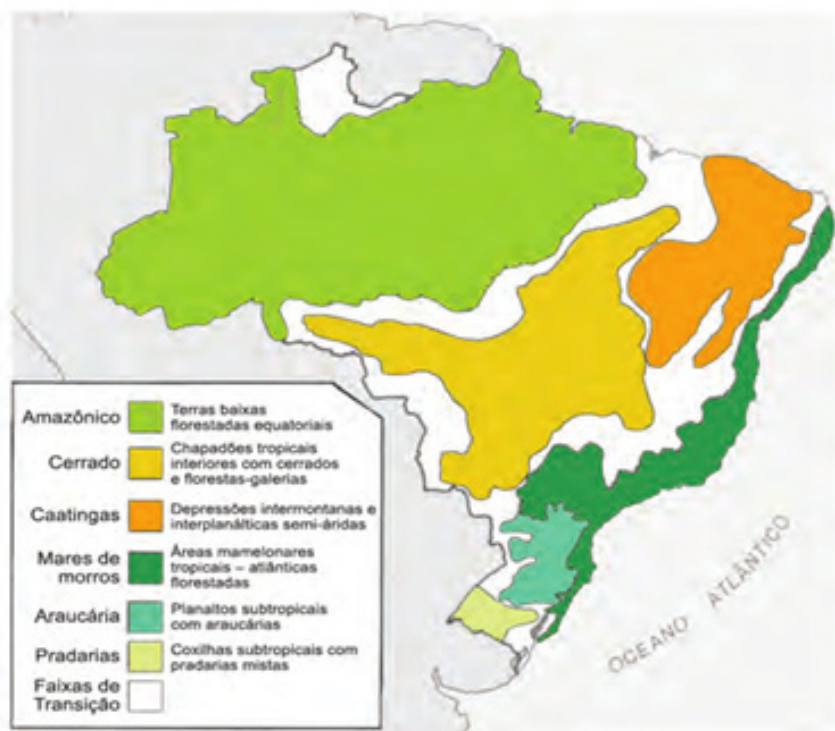 Amazônico
Terras baixas
florestadas equatoriais
Cerrado
Chapadões tropicais
interiores com cerrados
e florestas-galerias
Caatingas
Depressões intermontanas e
interplanálticas semi-áridas
Mares de
morros
Áreas mamelonares
tropicais – atlânticas
florestadas
Araucária
Planaltos subtropicais
com araucárias
Pradarias
Coxilhas subtropicais com
pradarias mistas
Faixas de
Transição
OCEANO ATLÂNTICO